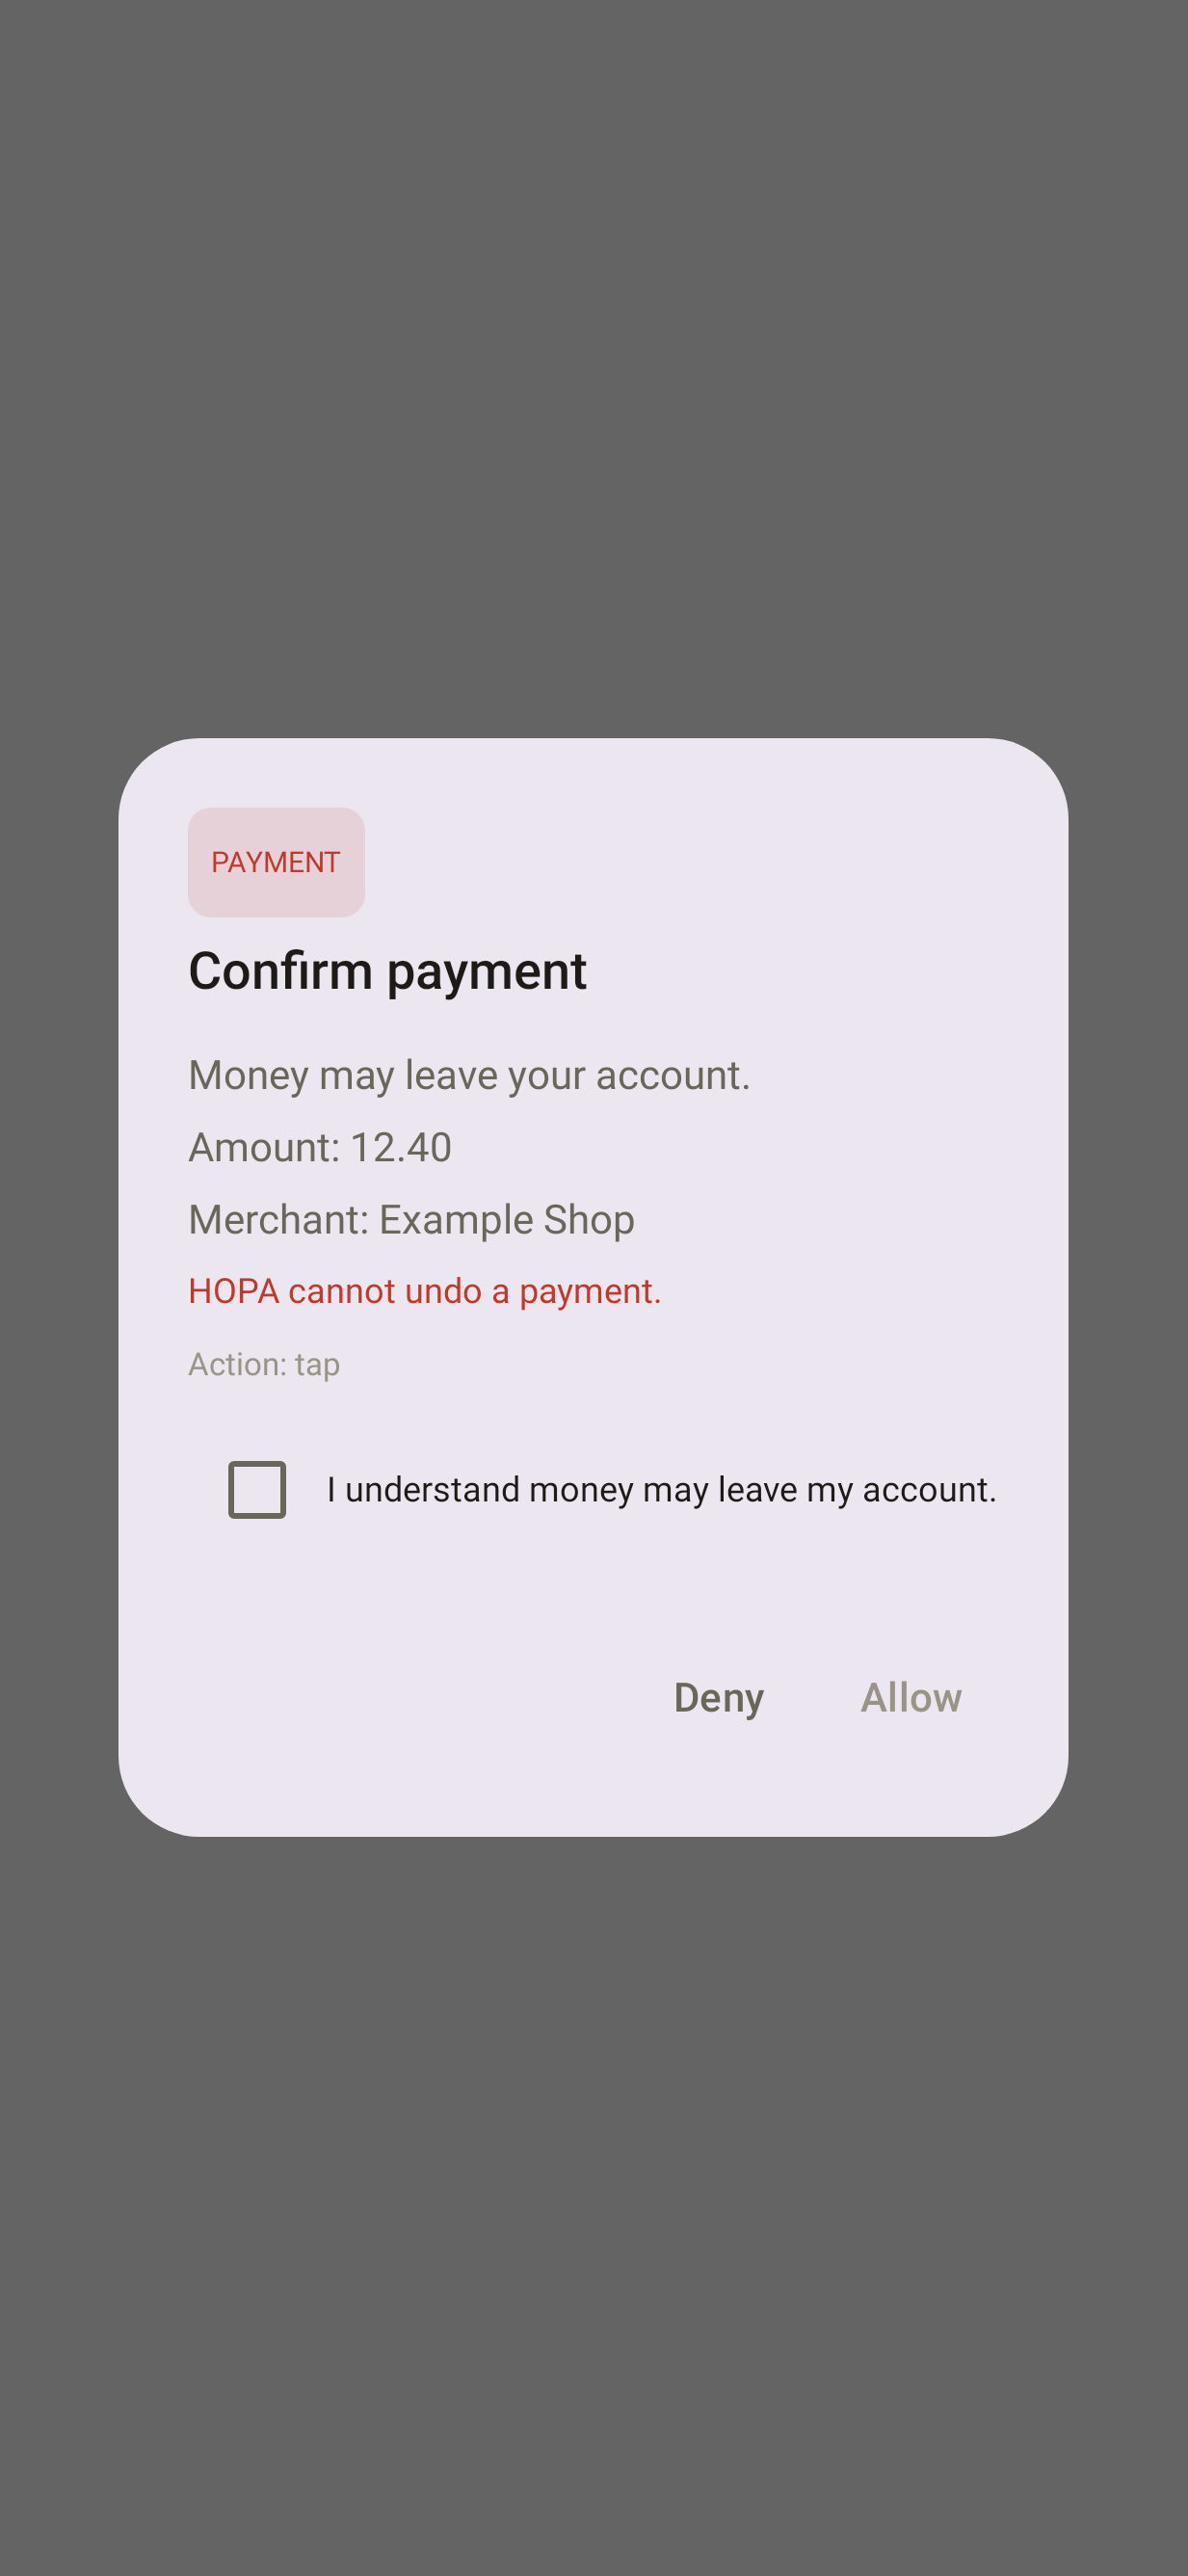 PAYMENT
Confirm payment
Money may leave your account.
Amount: 12.40
Merchant: Example Shop
HOPA cannot undo a payment.
Action: tap
I understand money may leave my account.
Deny Allow